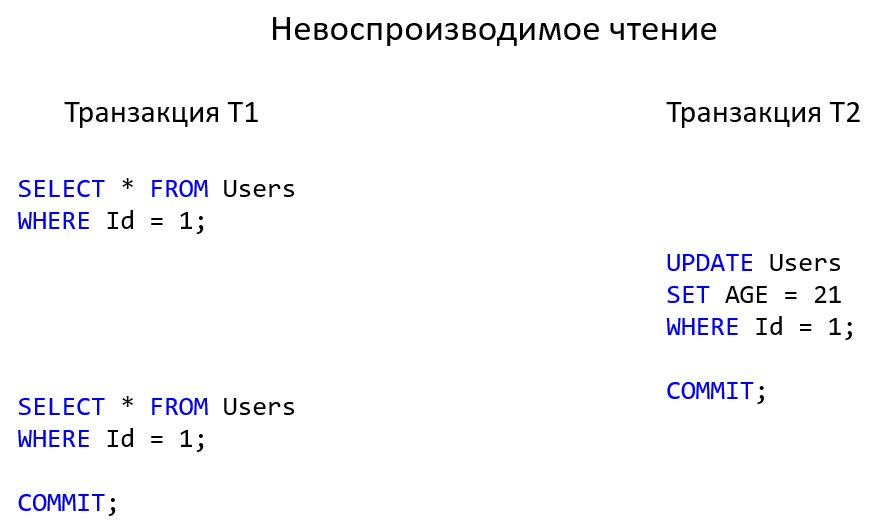 Невоспроизводимое чтение
Транзакция T1
Транзакция T2
SELECT * FROM Users
WHERE Id = 1;
UPDATE Users
SET AGE = 21
WHERE Id = 1;
COMMIT;
SELECT * FROM Users
WHERE Id = 1;
COMMIT;